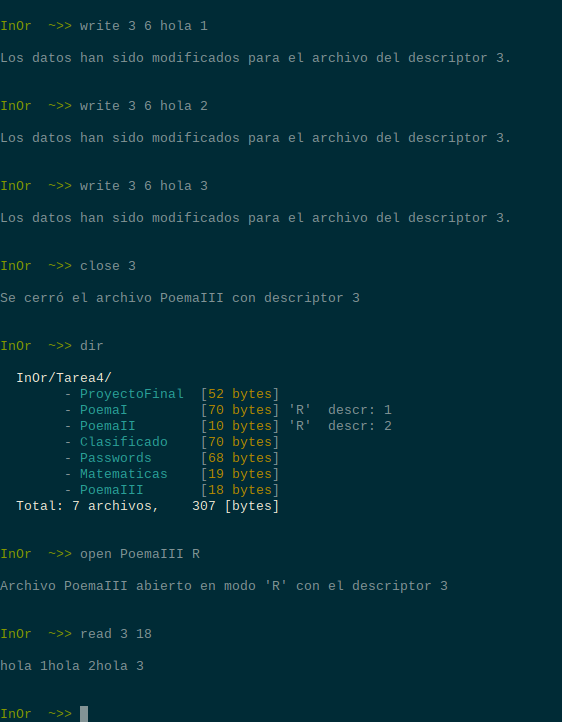 InOr  ~>> write 3 6 hola 1
Los datos han sido modificados para el archivo del descriptor 3.
InOr  ~>> write 3 6 hola 2
Los datos han sido modificados para el archivo del descriptor 3.
InOr  ~>> write 3 6 hola 3
Los datos han sido modificados para el archivo del descriptor 3.
InOr  ~>> close 3
Se cerró el archivo PoemaIII con descriptor 3
InOr  ~>> dir
InOr/Tarea4/
- ProyectoFinal  [52 bytes]
- PoemaI         [70 bytes] 'R'  descr: 1
- PoemaII        [10 bytes] 'R'  descr: 2
- Clasificado    [70 bytes]
- Passwords      [68 bytes]
- Matematicas    [19 bytes]
- PoemaIII       [18 bytes]
Total: 7 archivos,    307 [bytes]
InOr  ~>> open PoemaIII R
Archivo PoemaIII abierto en modo 'R' con el descriptor 3
InOr  ~>> read 3 18
hola 1hola 2hola 3
InOr  ~>>